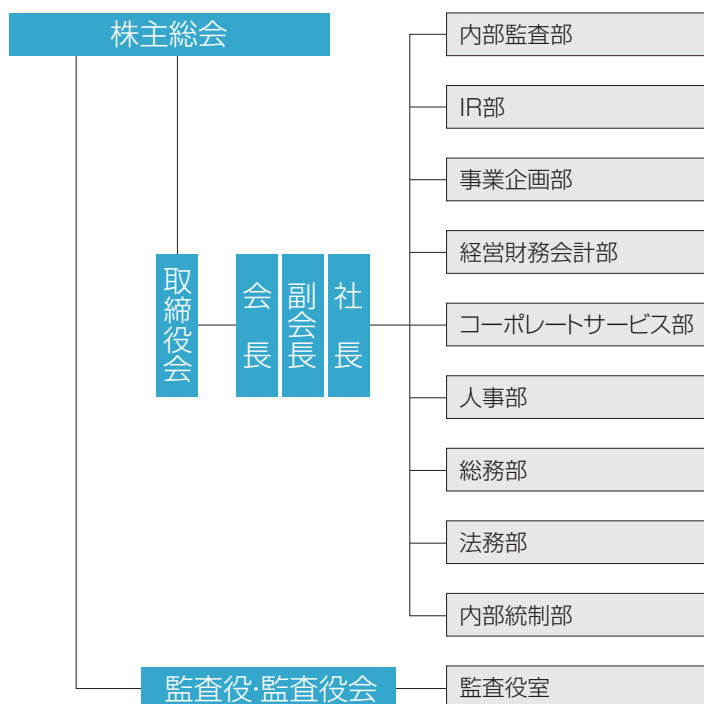 株主総会
取締役会
会長
副会長
社長
内部監査部
IR部
事業企画部
経営財務会計部
コーポレートサービス部
人事部
総務部
法務部
内部統制部
監査役・監査役会
監査役室